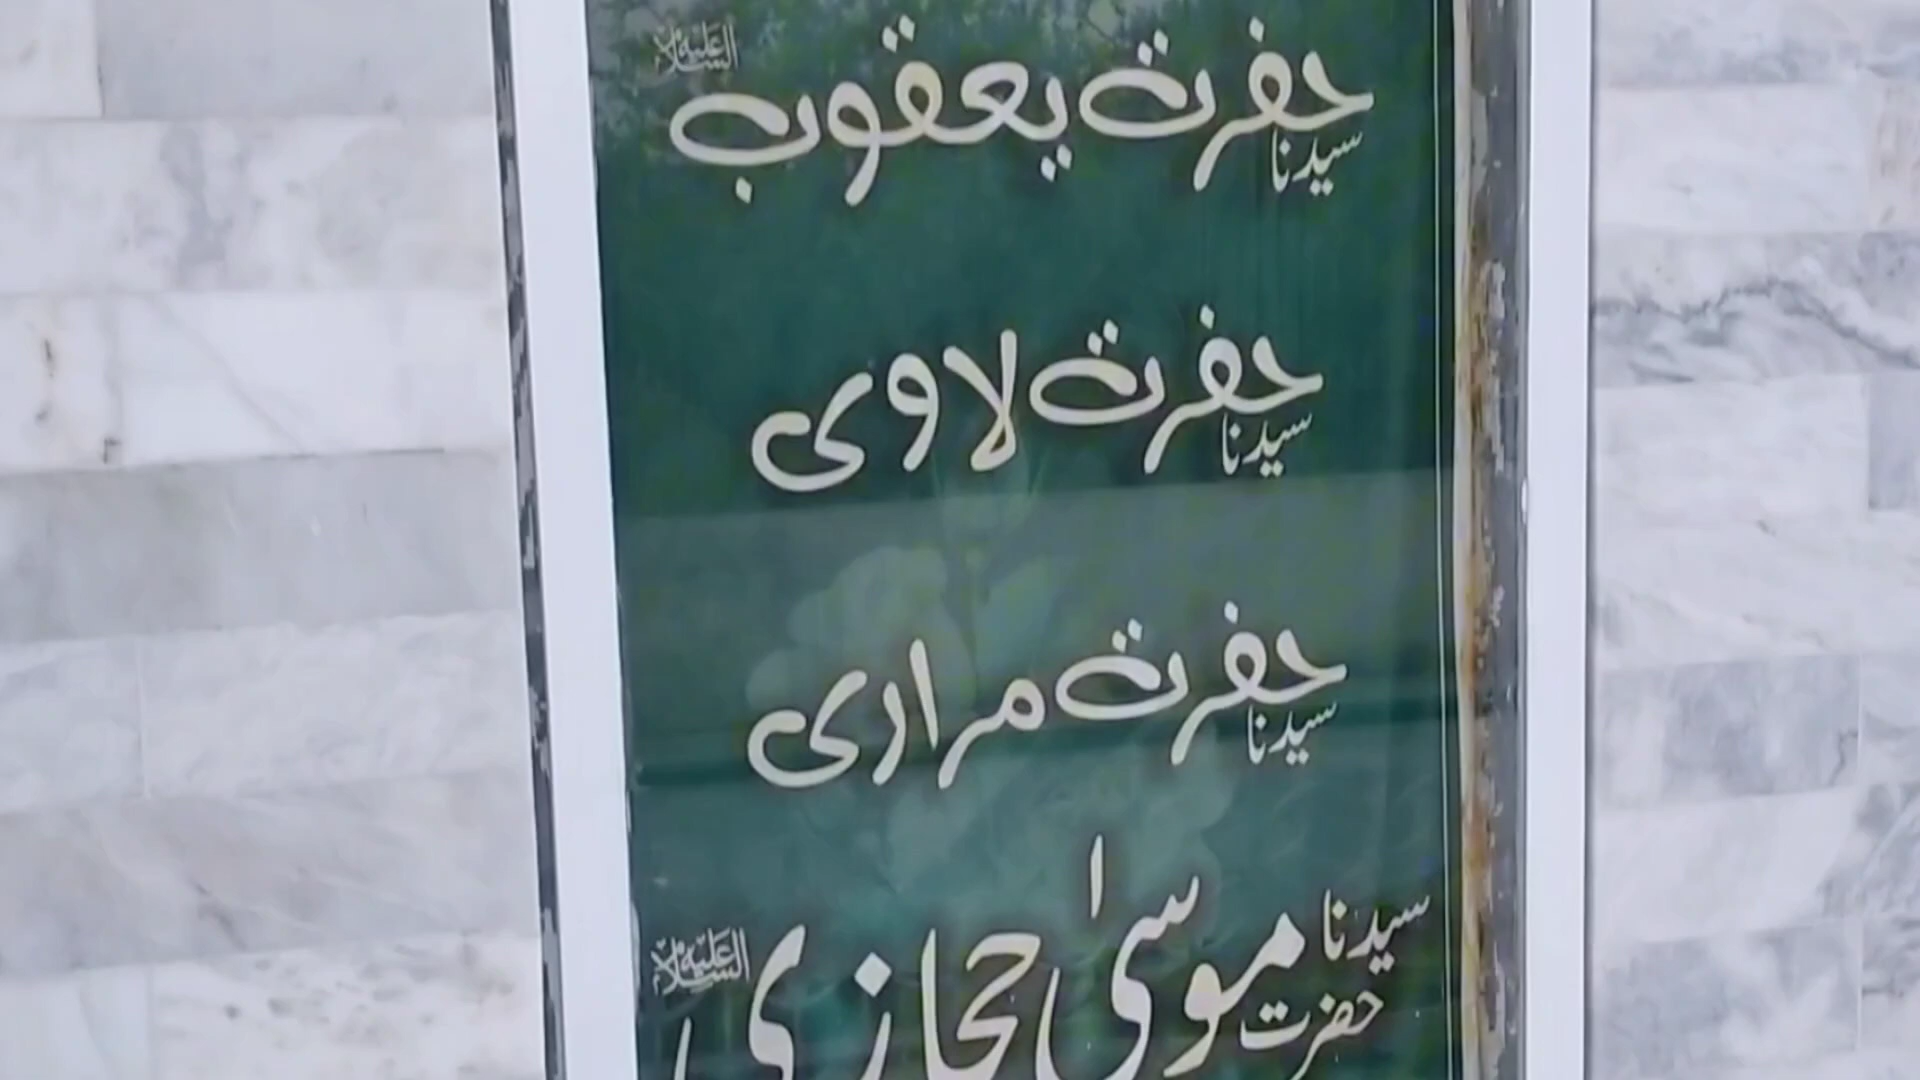 سیدنا حضرت یعقوب علیہ السلام
سیدنا حضرت لاوی
سیدنا حضرت مراری
سیدنا حضرت موسیٰ حجازی علیہ السلام